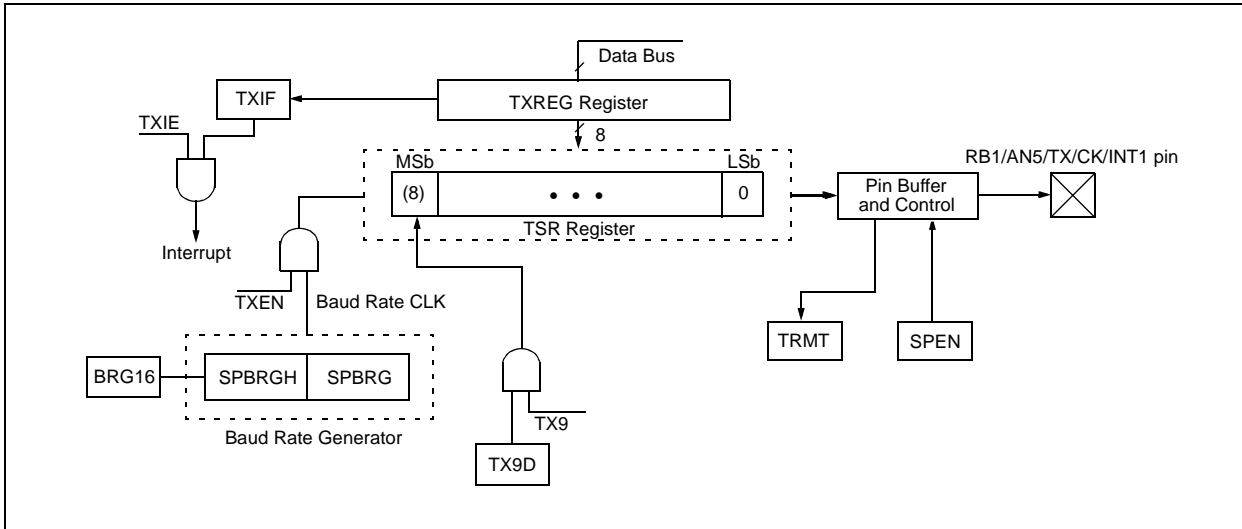 Data Bus
TXIF
TXREG Register
TXIE
8
MSb
LSb
RB1/AN5/TX/CK/INT1 pin
(8)
• • •
0
Pin Buffer
and Control
TSR Register
Interrupt
TXEN
Baud Rate CLK
TRMT
SPEN
BRG16
SPBRGH
SPBRG
TX9
Baud Rate Generator
TX9D